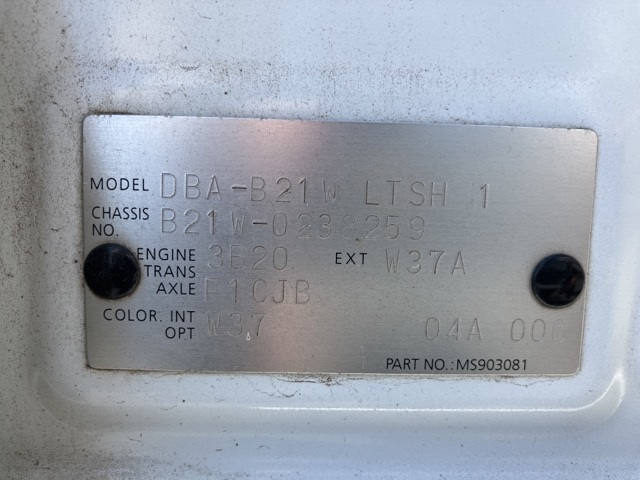 MODEL DBA-B21W LTSH 1
CHASSIS NO. B21W-0238259
ENGINE 3B20 EXT W37A
TRANS AXLE F1CJB
COLOR. INT OPT W37 04A 000
PART NO.:MS903081